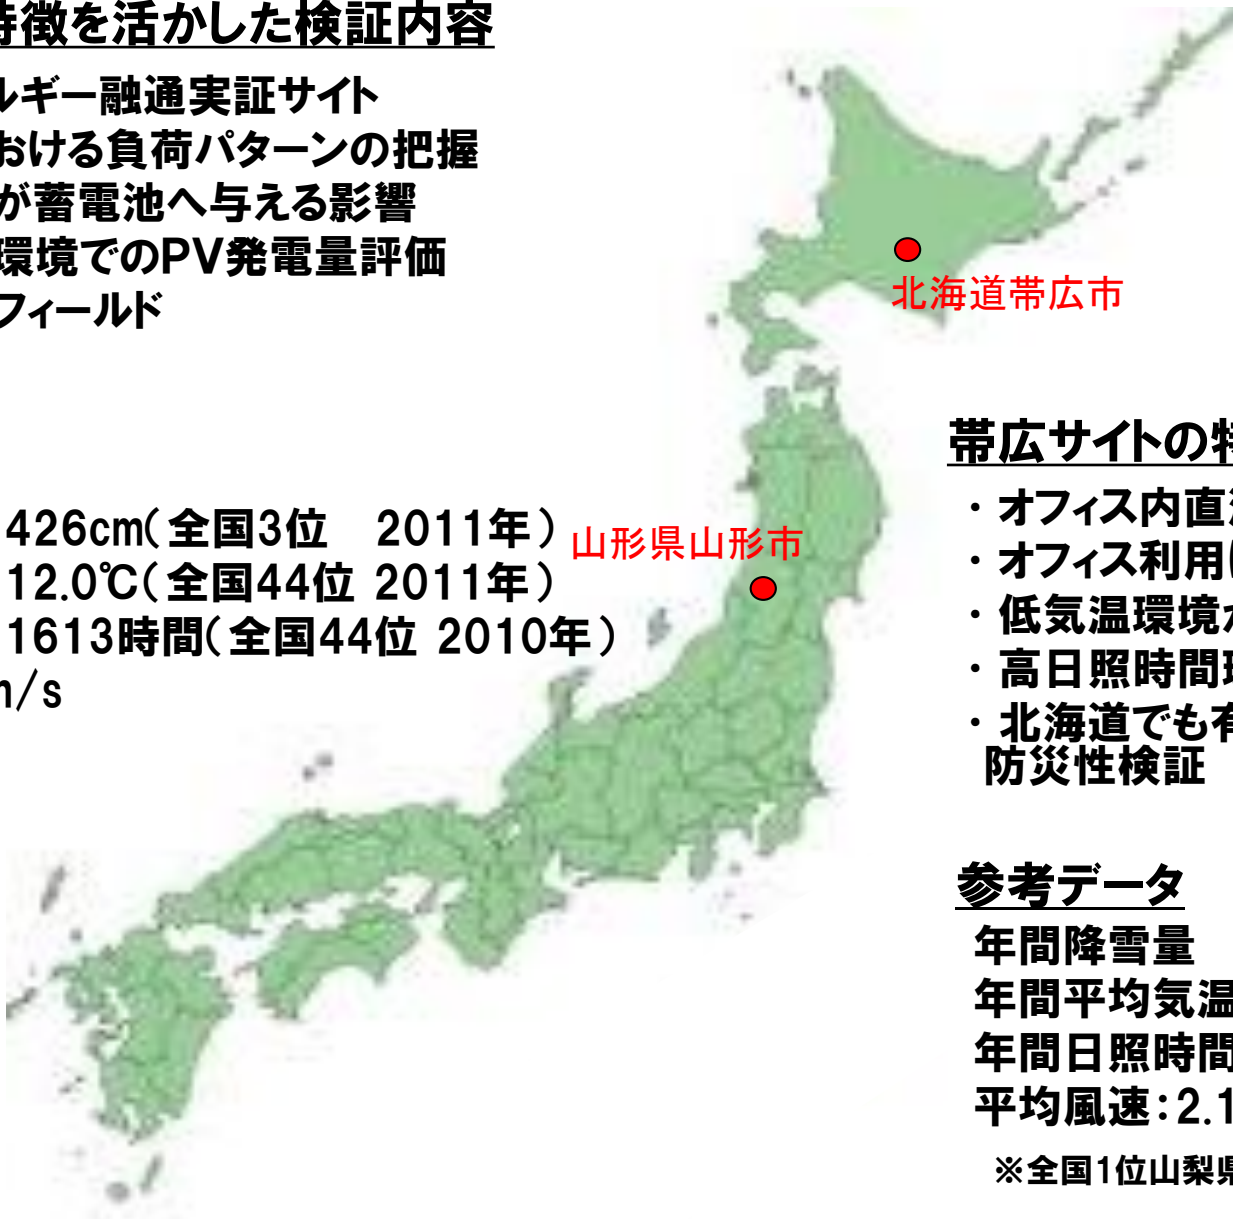 特徴を活かした検証内容
ルギー融通実証サイト
おける負荷パターンの把握
が蓄電池へ与える影響
環境でのPV発電量評価
フィールド
北海道帯広市
426cm(全国3位　2011年)
12.0℃(全国44位 2011年)
1613時間(全国44位 2010年)
m/s
山形県山形市
帯広サイトの特
・オフィス内直流
・オフィス利用に
・低気温環境が
・高日照時間環
・北海道でも有
防災性検証
参考データ
年間降雪量
年間平均気温
年間日照時間
平均風速：2.1
※全国1位山梨県